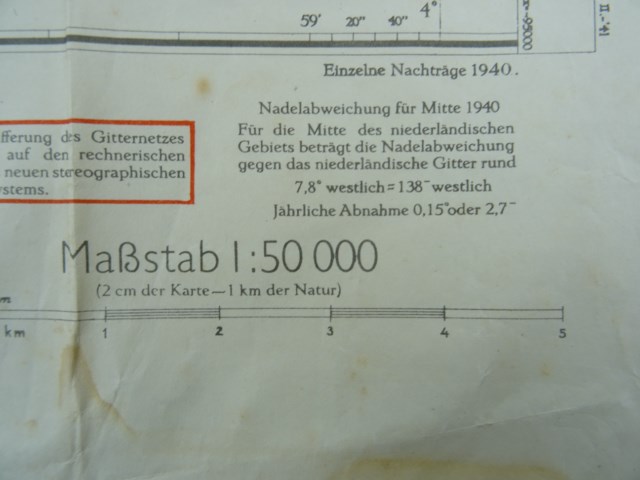 59' 20" 40" 4°
95000
II.-'41
Einzelne Nachträge 1940.
Nadelabweichung für Mitte 1940
Für die Mitte des niederländischen
Gebiets beträgt die Nadelabweichung
gegen das niederländische Gitter rund
7,8° westlich = 138⁻ westlich
Jährliche Abnahme 0,15° oder 2,7⁻
fferung des Gitternetzes
auf den rechnerischen
neuen stereographischen
ystems.
Maßstab 1:50 000
(2 cm der Karte — 1 km der Natur)
m
km 1 2 3 4 5